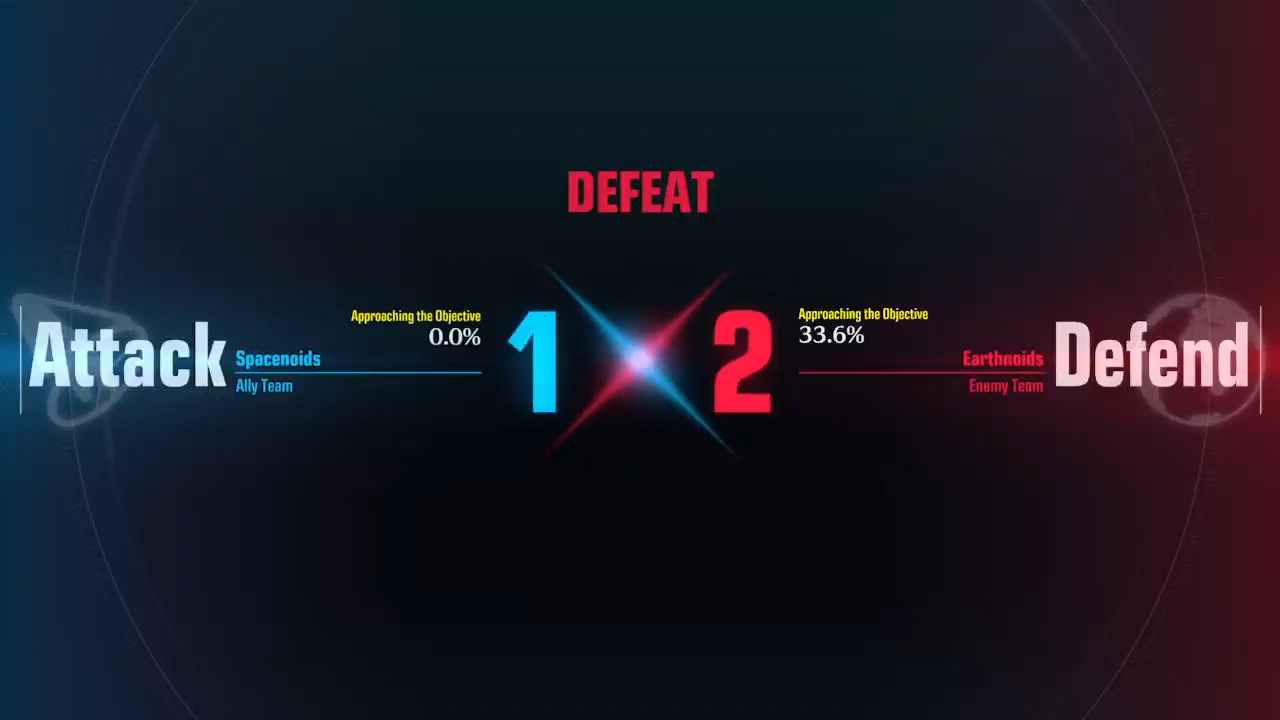 DEFEAT
Attack
Spacenoids
Ally Team
Approaching the Objective
0.0%
1
2
Approaching the Objective
33.6%
Earthnoids
Enemy Team
Defend